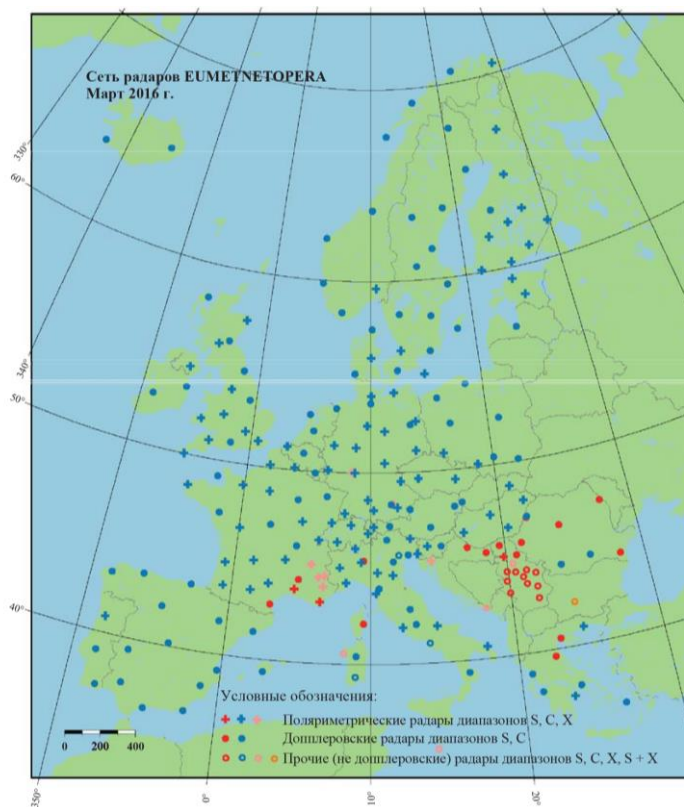 Сеть радаров EUMETNETOPERA
Март 2016 г.
330°
60°
340°
50°
40°
Условные обозначения:
Поляриметрические радары диапазонов S, C, X
0 200 400
Допплеровские радары диапазонов S, C
Прочие (не допплеровские) радары диапазонов S, C, X, S + X
350°
0°
10°
20°